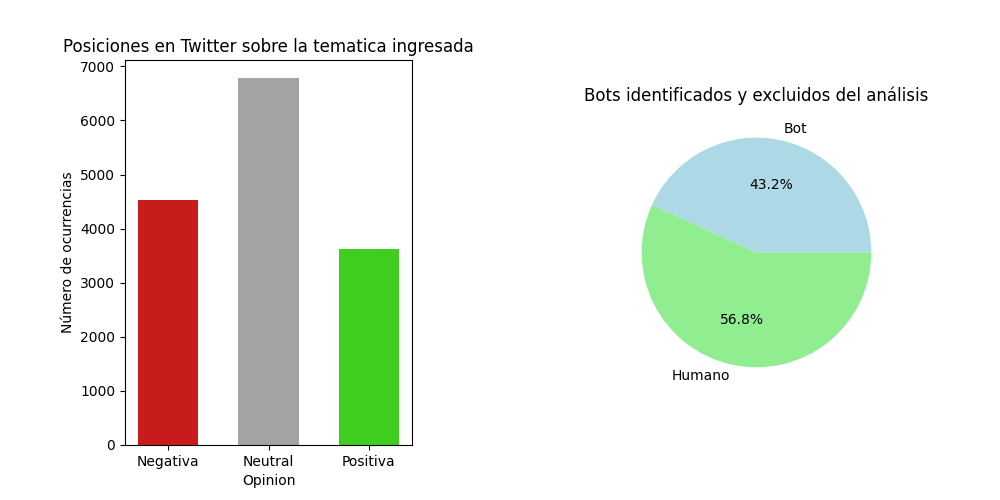 Posiciones en Twitter sobre la tematica ingresada
7000
6000
5000
4000
3000
2000
1000
0
Número de ocurrencias
Negativa
Neutral
Positiva
Opinion
Bots identificados y excluidos del análisis
Bot
43.2%
56.8%
Humano